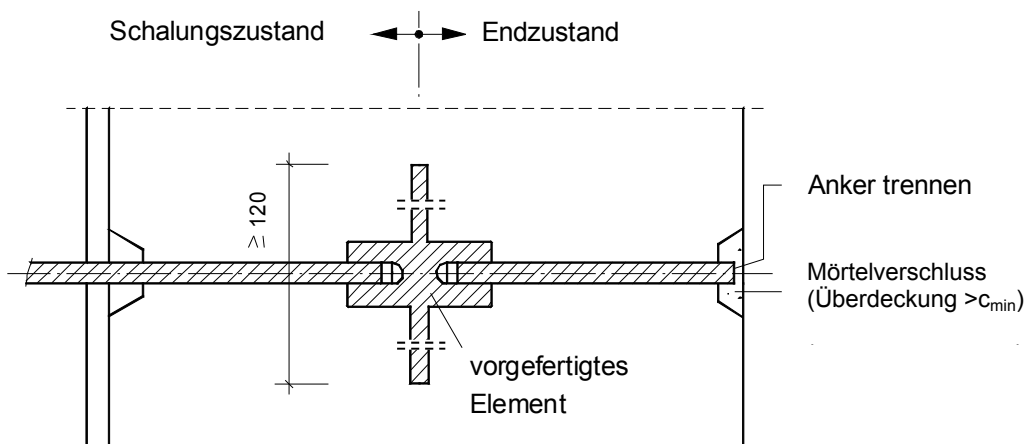 Schalungszustand
Endzustand
≥ 120
Anker trennen
Mörtelverschluss
(Überdeckung >cmin)
vorgefertigtes
Element